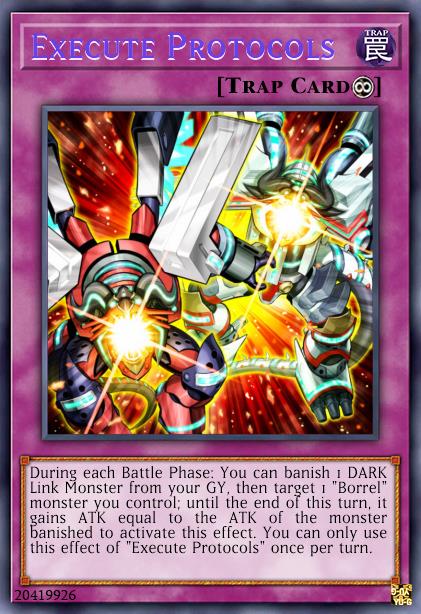 Execute Protocols
TRAP
罠
[Trap Card]
During each Battle Phase: You can banish 1 DARK
Link Monster from your GY, then target 1 "Borrel"
monster you control; until the end of this turn, it
gains ATK equal to the ATK of the monster
banished to activate this effect. You can only use
this effect of "Execute Protocols" once per turn.
20419926